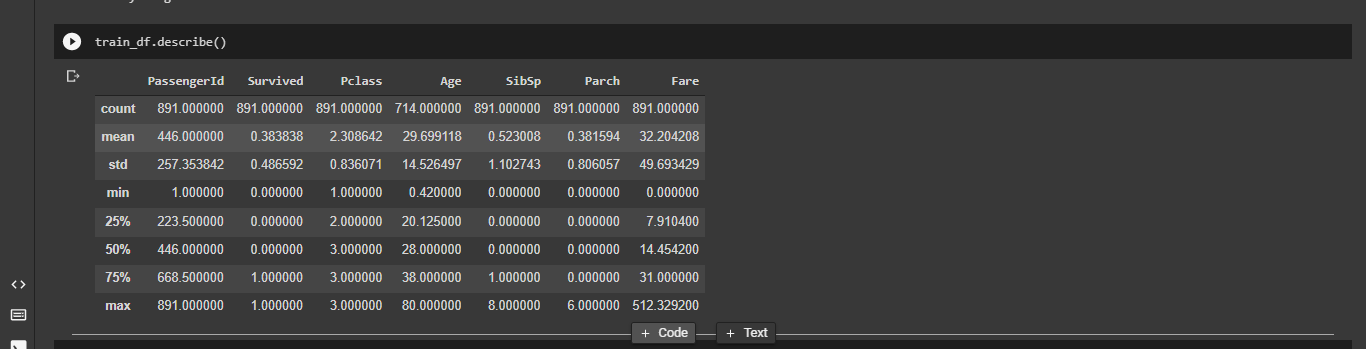 train_df.describe()
PassengerId Survived Pclass Age SibSp Parch Fare
count 891.000000 891.000000 891.000000 714.000000 891.000000 891.000000 891.000000
mean 446.000000 0.383838 2.308642 29.699118 0.523008 0.381594 32.204208
std 257.353842 0.486592 0.836071 14.526497 1.102743 0.806057 49.693429
min 1.000000 0.000000 1.000000 0.420000 0.000000 0.000000 0.000000
25% 223.500000 0.000000 2.000000 20.125000 0.000000 0.000000 7.910400
50% 446.000000 0.000000 3.000000 28.000000 0.000000 0.000000 14.454200
75% 668.500000 1.000000 3.000000 38.000000 1.000000 0.000000 31.000000
max 891.000000 1.000000 3.000000 80.000000 8.000000 6.000000 512.329200
+ Code + Text